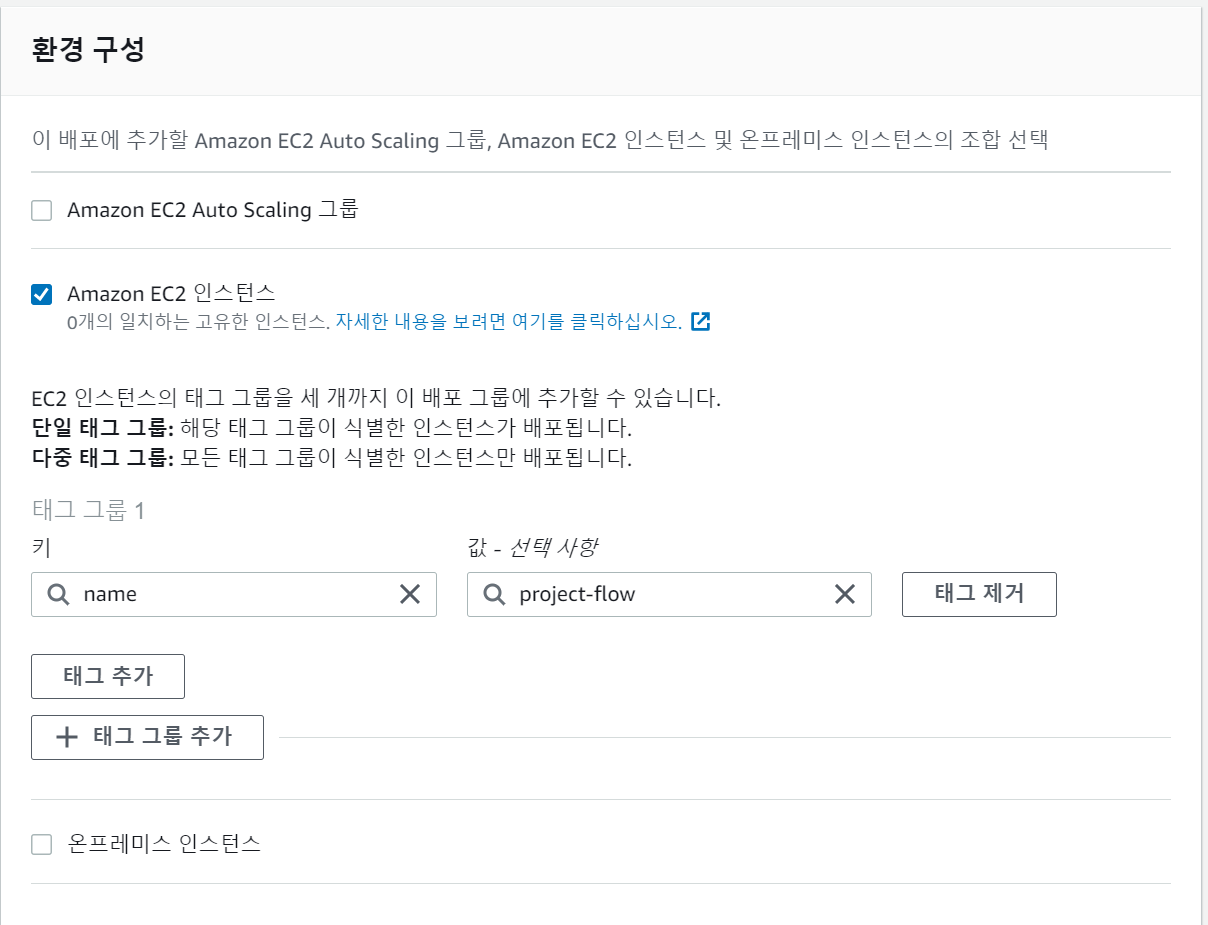 환경 구성
이 배포에 추가할 Amazon EC2 Auto Scaling 그룹, Amazon EC2 인스턴스 및 온프레미스 인스턴스의 조합 선택
Amazon EC2 Auto Scaling 그룹
Amazon EC2 인스턴스
0개의 일치하는 고유한 인스턴스. 자세한 내용을 보려면 여기를 클릭하십시오.
EC2 인스턴스의 태그 그룹을 세 개까지 이 배포 그룹에 추가할 수 있습니다.
단일 태그 그룹: 해당 태그 그룹이 식별한 인스턴스가 배포됩니다.
다중 태그 그룹: 모든 태그 그룹이 식별한 인스턴스만 배포됩니다.
태그 그룹 1
키 값 - 선택 사항
name project-flow 태그 제거
태그 추가
태그 그룹 추가
온프레미스 인스턴스